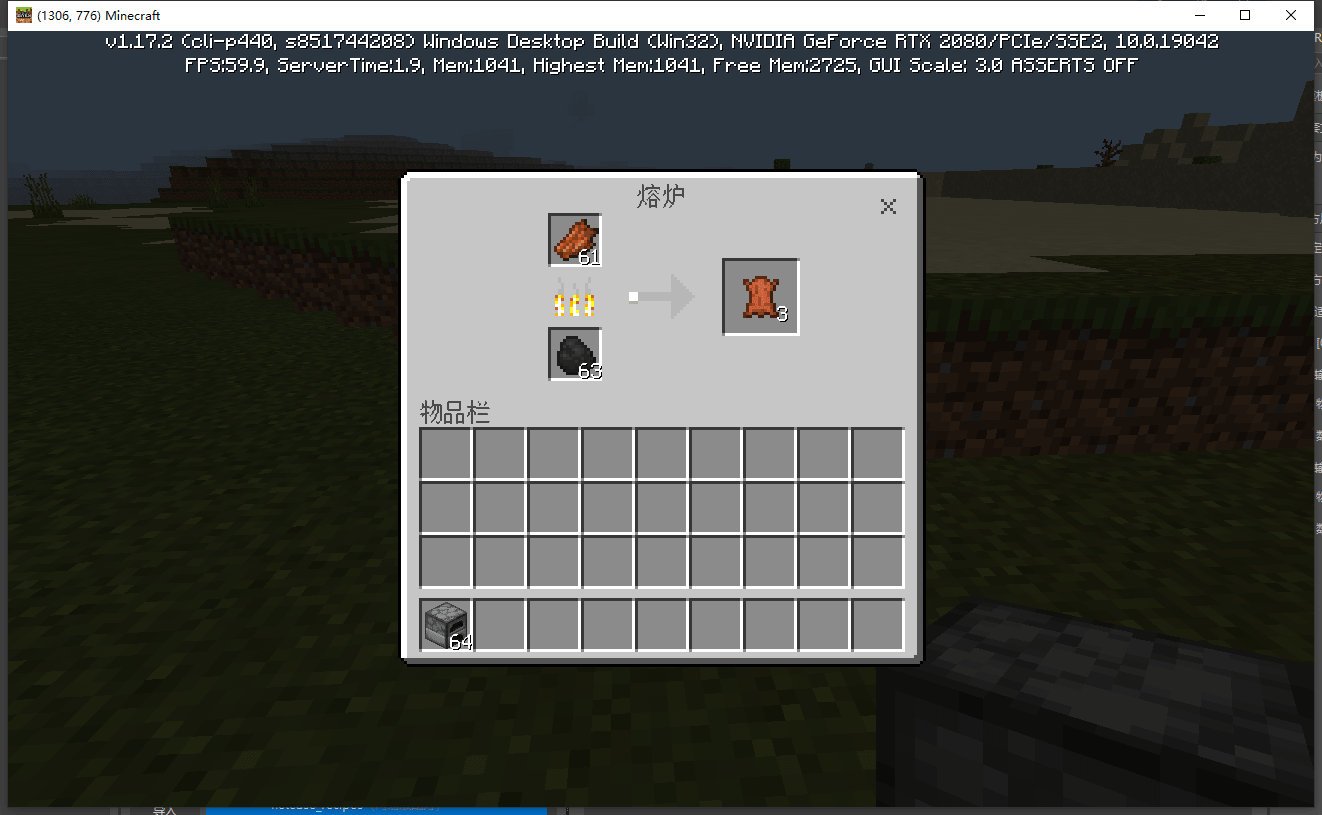 (1306, 776) Minecraft
v1.17.2 (cli-p440, s851744208) Windows Desktop Build (Win32), NVIDIA GeForce RTX 2080/PCIe/SSE2, 10.0.19042
FPS:59.9, ServerTime:1.9, Mem:1041, Highest Mem:1041, Free Mem:2725, GUI Scale: 3.0 ASSERTS OFF
熔炉
61
3
63
物品栏
64